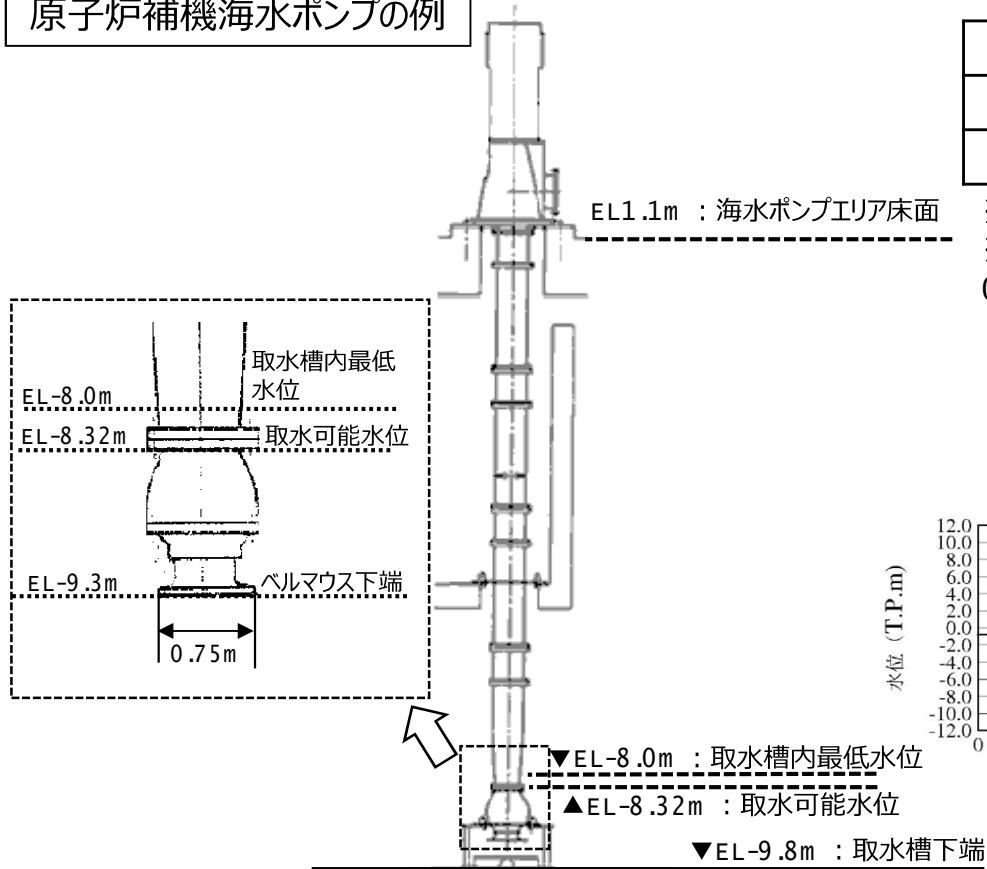 原子炉補機海水ポンプの例
EL1.1m ：海水ポンプエリア床面
取水槽内最低
水位
EL-8.0m
EL-8.32m
取水可能水位
EL-9.3m
ベルマウス下端
0.75m
水位 (T.P.m)
12.0
10.0
8.0
6.0
4.0
2.0
0.0
-2.0
-4.0
-6.0
-8.0
-10.0
-12.0
0
▼EL-8.0m ：取水槽内最低水位
▲EL-8.32m ：取水可能水位
▼EL-9.8m ：取水槽下端